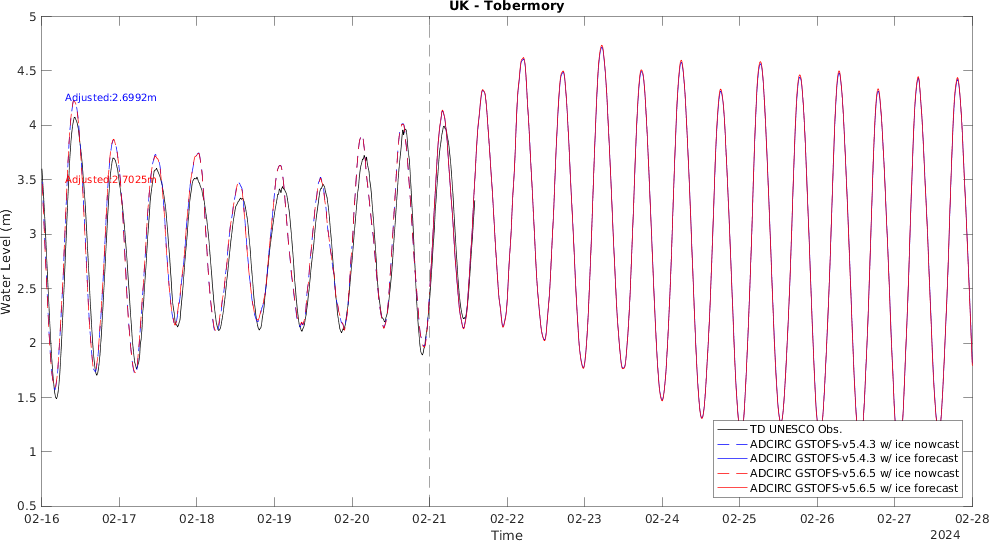 UK - Tobermory
5
4.5
4
3.5
3
2.5
2
1.5
1
0.5
Water Level (m)
Adjusted:2.6992m
Adjusted:2.7025m
TD UNESCO Obs.
ADCIRC GSTOFS-v5.4.3 w/ ice nowcast
ADCIRC GSTOFS-v5.4.3 w/ ice forecast
ADCIRC GSTOFS-v5.6.5 w/ ice nowcast
ADCIRC GSTOFS-v5.6.5 w/ ice forecast
02-16 02-17 02-18 02-19 02-20 02-21 02-22 02-23 02-24 02-25 02-26 02-27 02-28
Time 2024